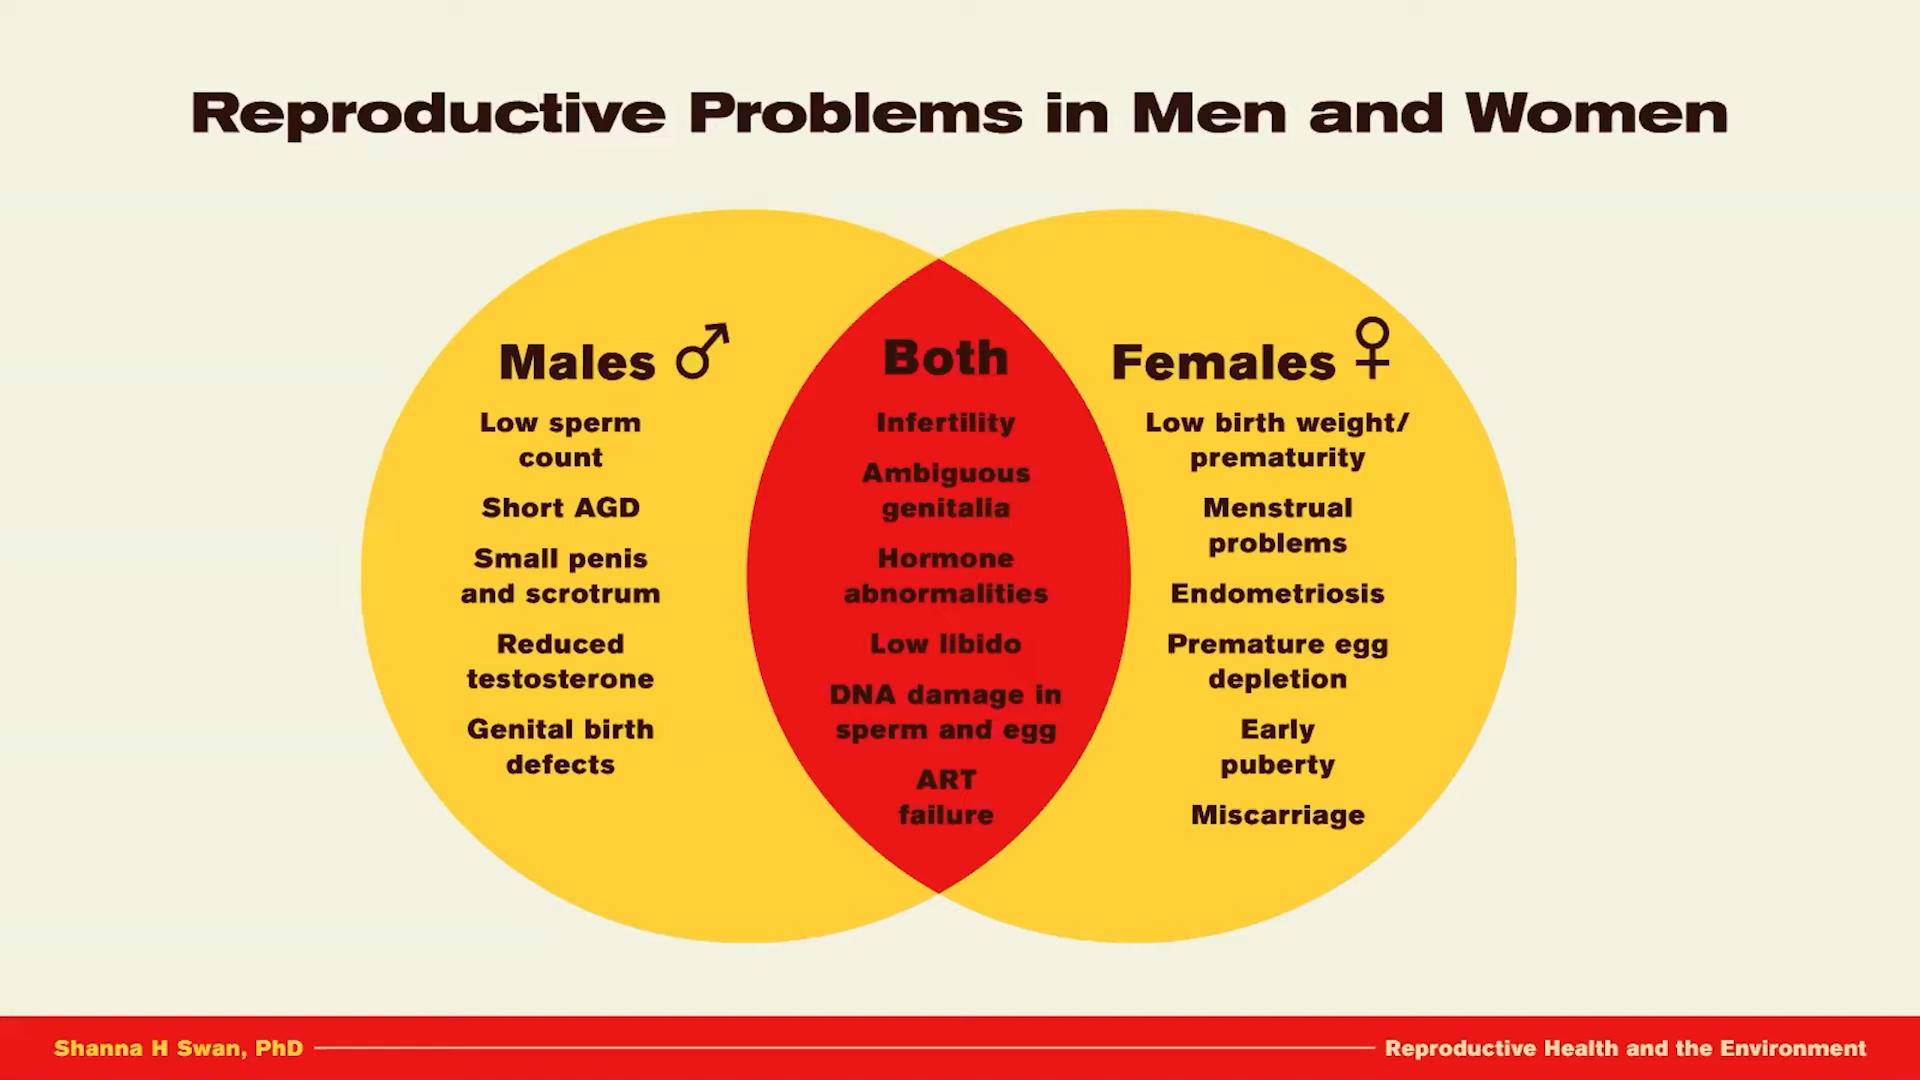 Reproductive Problems in Men and Women
Males ♂
Low sperm
count
Short AGD
Small penis
and scrotrum
Reduced
testosterone
Genital birth
defects
Both
Infertility
Ambiguous
genitalia
Hormone
abnormalities
Low libido
DNA damage in
sperm and egg
ART
failure
Females ♀
Low birth weight/
prematurity
Menstrual
problems
Endometriosis
Premature egg
depletion
Early
puberty
Miscarriage
Shanna H Swan, PhD
Reproductive Health and the Environment